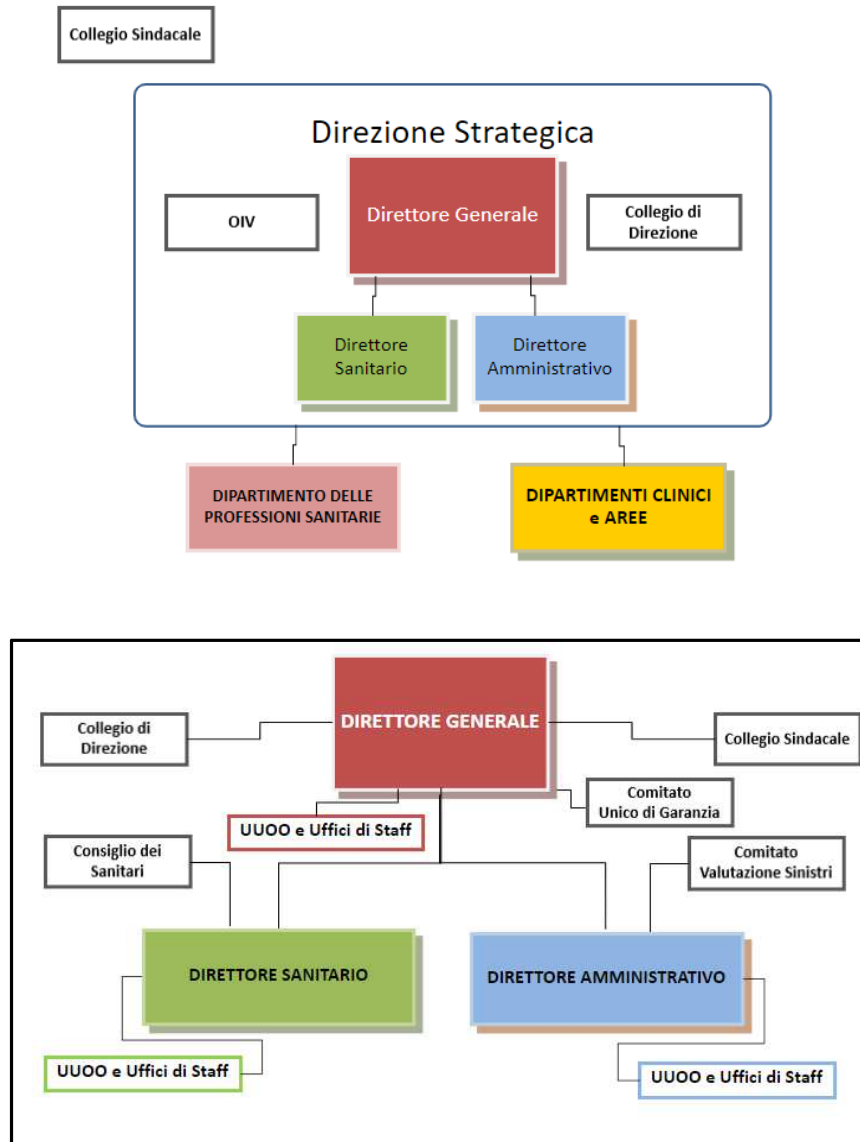 Collegio Sindacale
Direzione Strategica
OIV
Direttore Generale
Collegio di
Direzione
Direttore
Sanitario
Direttore
Amministrativo
DIPARTIMENTO DELLE
PROFESSIONI SANITARIE
DIPARTIMENTI CLINICI
e AREE
DIRETTORE GENERALE
Collegio di
Direzione
Collegio Sindacale
Comitato
Unico di Garanzia
UUOO e Uffici di Staff
Consiglio dei
Sanitari
Comitato
Valutazione Sinistri
DIRETTORE SANITARIO
DIRETTORE AMMINISTRATIVO
UUOO e Uffici di Staff
UUOO e Uffici di Staff